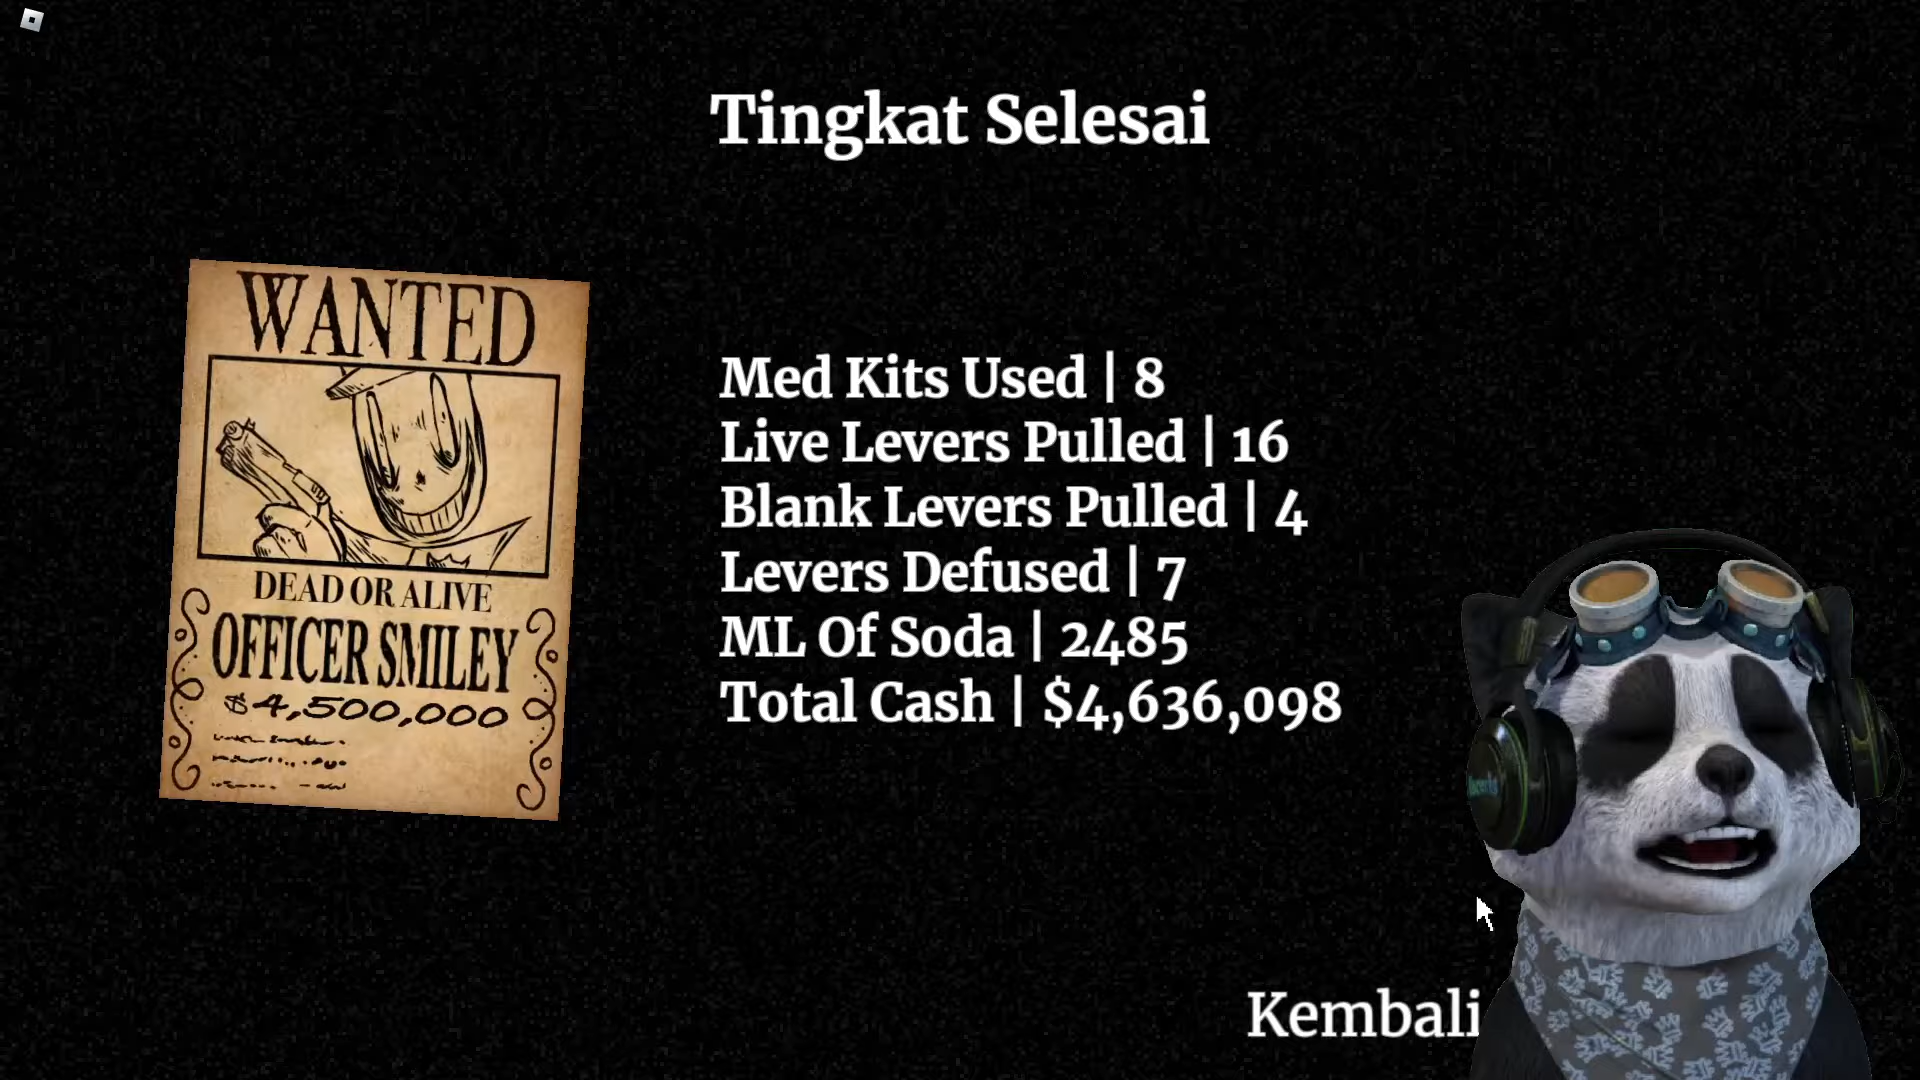 Tingkat Selesai
WANTED
DEAD OR ALIVE
OFFICER SMILEY
$4,500,000
Med Kits Used | 8
Live Levers Pulled | 16
Blank Levers Pulled | 4
Levers Defused | 7
ML Of Soda | 2485
Total Cash | $4,636,098
Kembali